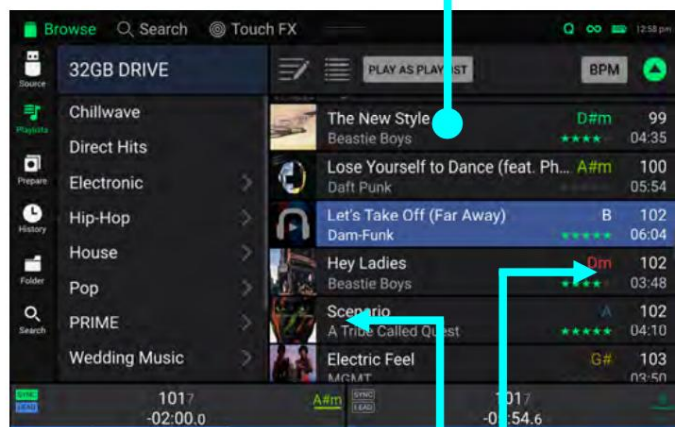 Browse Search Touch FX 12:58 pm
Source
32GB DRIVE
PLAY AS PLAYLIST
BPM
Playlists
Prepare
History
Folder
Search
Chillwave
Direct Hits
Electronic
Hip-Hop
House
Pop
PRIME
Wedding Music
The New Style D#m 99
Beastie Boys 04:35
Lose Yourself to Dance (feat. Ph... A#m 100
Daft Punk 05:54
Let's Take Off (Far Away) B 102
Dam-Funk 06:04
Hey Ladies Dm 102
Beastie Boys 03:48
Scenario A 102
A Tribe Called Quest 04:10
Electric Feel G# 103
MGMT 03:50
SYNC
LEAD
1017
-02:00.0
A#m
SYNC
LEAD
1017
54.6